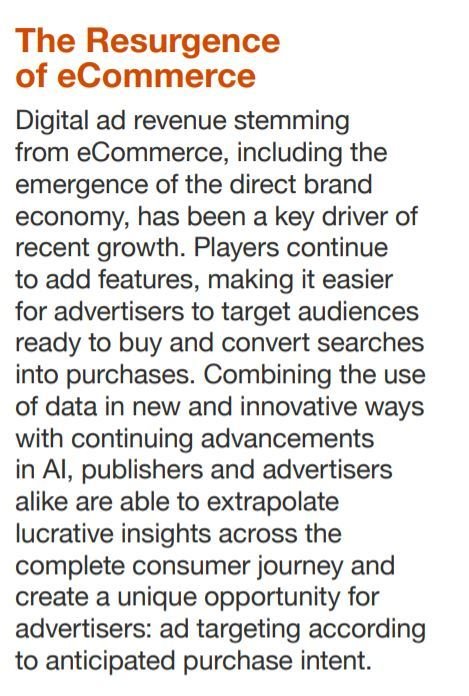 The Resurgence
of eCommerce
Digital ad revenue stemming
from eCommerce, including the
emergence of the direct brand
economy, has been a key driver of
recent growth. Players continue
to add features, making it easier
for advertisers to target audiences
ready to buy and convert searches
into purchases. Combining the use
of data in new and innovative ways
with continuing advancements
in AI, publishers and advertisers
alike are able to extrapolate
lucrative insights across the
complete consumer journey and
create a unique opportunity for
advertisers: ad targeting according
to anticipated purchase intent.